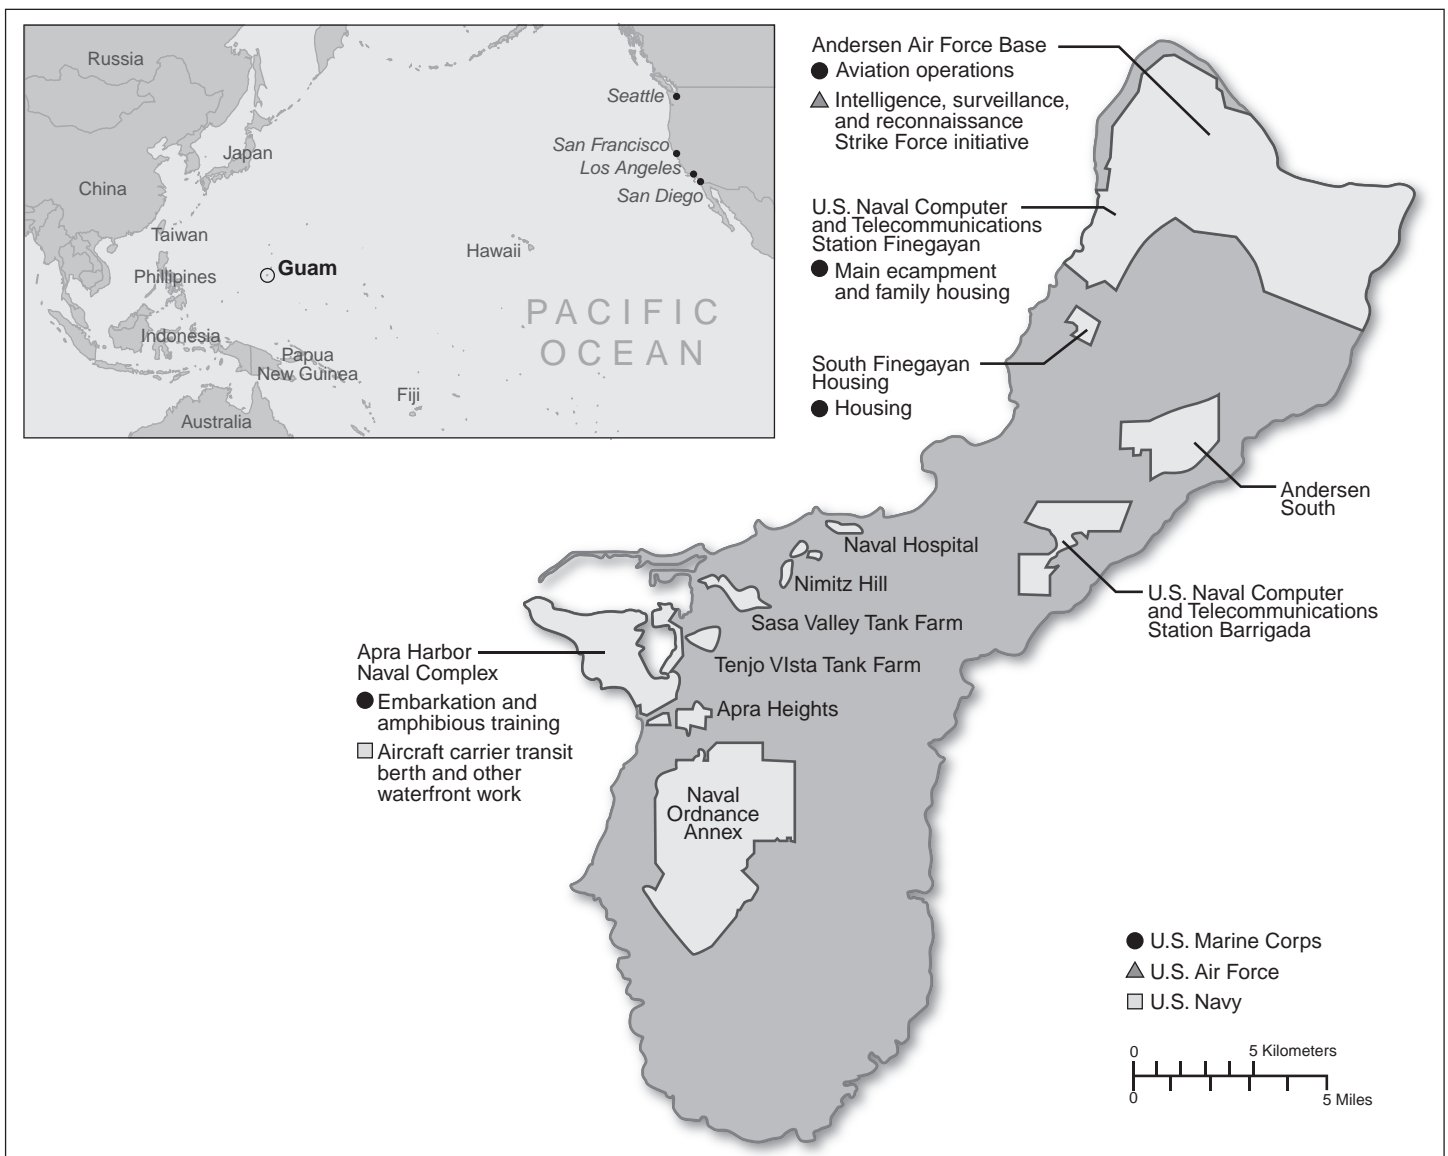 Russia
China
Japan
Taiwan
Phillipines
Guam
Indonesia
Papua
New Guinea
Australia
Fiji
Hawaii
Seattle
San Francisco
Los Angeles
San Diego
PACIFIC
OCEAN
Andersen Air Force Base
Aviation operations
Intelligence, surveillance,
and reconnaissance
Strike Force initiative
U.S. Naval Computer
and Telecommunications
Station Finegayan
Main ecampment
and family housing
South Finegayan
Housing
Housing
Andersen
South
U.S. Naval Computer
and Telecommunications
Station Barrigada
Naval Hospital
Nimitz Hill
Sasa Valley Tank Farm
Tenjo VIsta Tank Farm
Apra Heights
Apra Harbor
Naval Complex
Embarkation and
amphibious training
Aircraft carrier transit
berth and other
waterfront work
Naval
Ordnance
Annex
U.S. Marine Corps
U.S. Air Force
U.S. Navy
0 5 Kilometers
0 5 Miles